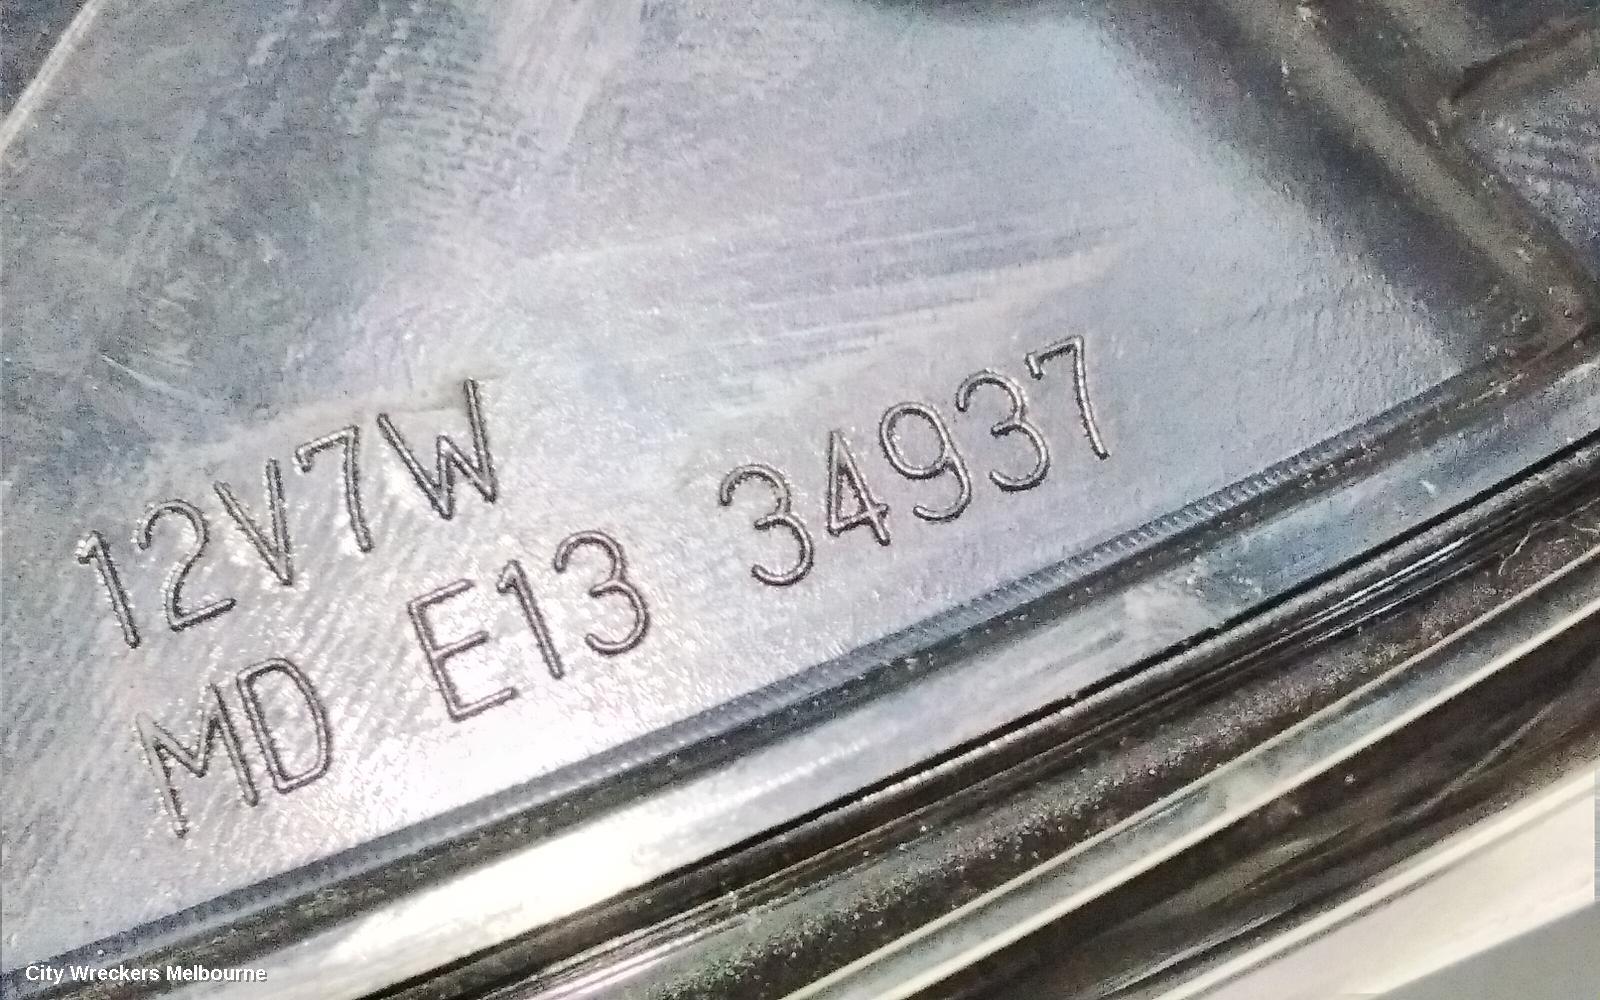 12V7W
MD E13 34937
City Wreckers Melbourne